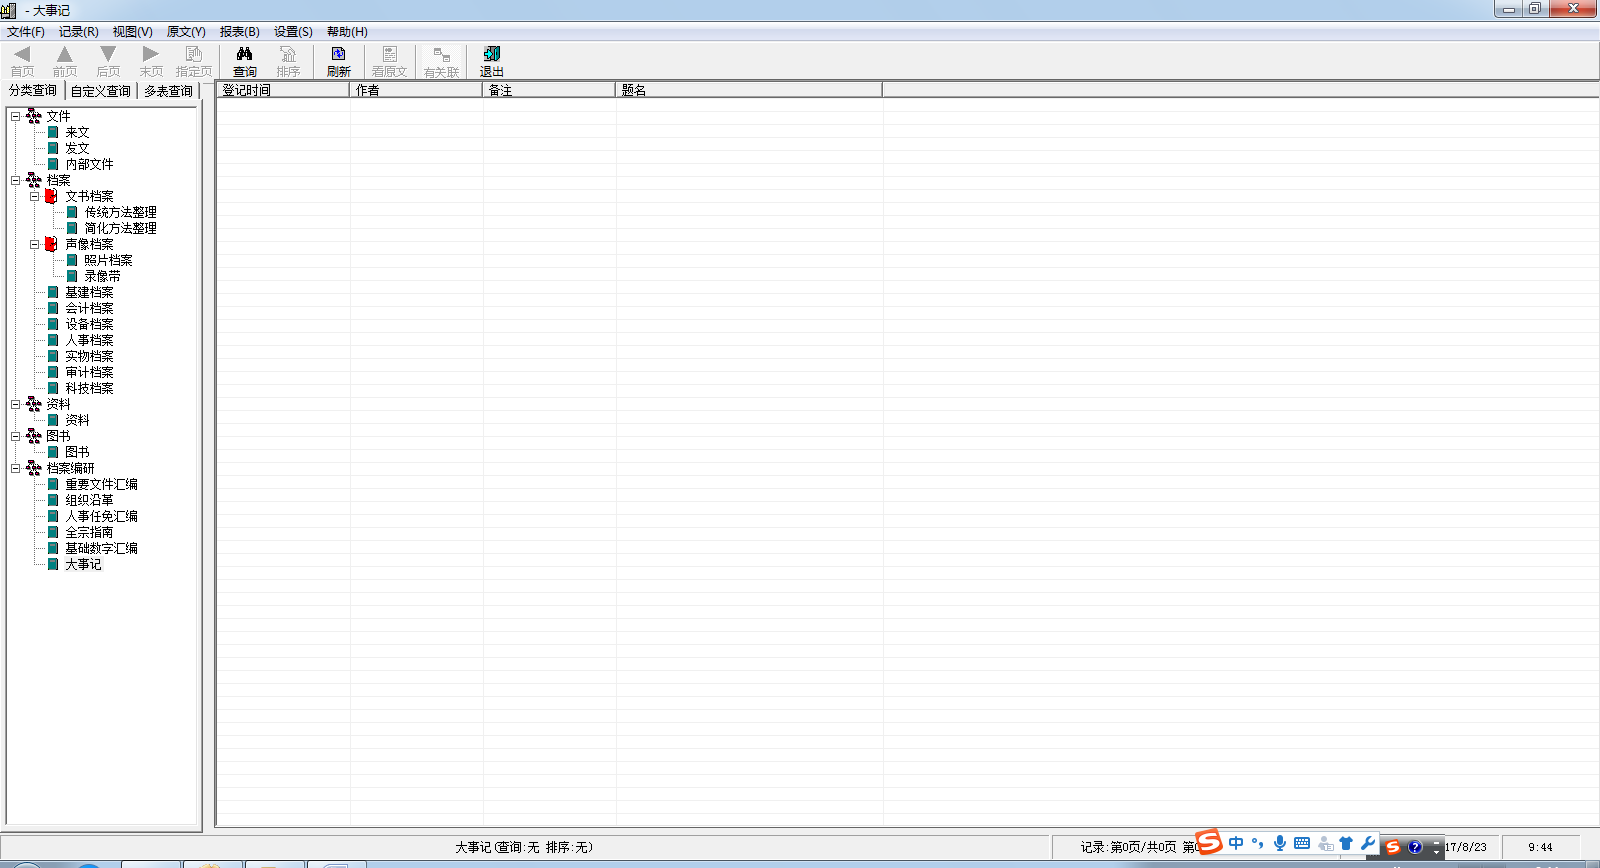 - 大事记
文件(F) 记录(R) 视图(V) 原文(Y) 报表(B) 设置(S) 帮助(H)
首页 前页 后页 末页 指定页 查询 排序 刷新 看原文 有关联 退出
分类查询 自定义查询 多表查询
登记时间 作者 备注 题名
文件
来文
发文
内部文件
档案
文书档案
传统方法整理
简化方法整理
声像档案
照片档案
录像带
基建档案
会计档案
设备档案
人事档案
实物档案
审计档案
科技档案
资料
资料
图书
图书
档案编研
重要文件汇编
组织沿革
人事任免汇编
全宗指南
基础数字汇编
大事记
大事记(查询:无 排序:无) 记录:第0页/共0页 第 中 17/8/23 9:44